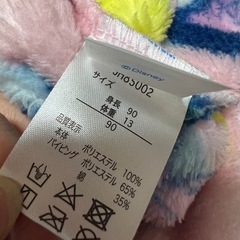 Disney
サイズ
身長 90
体重 13
90
品質表示
本体 ポリエステル 100%
パイピング ポリエステル 65%
綿 35%